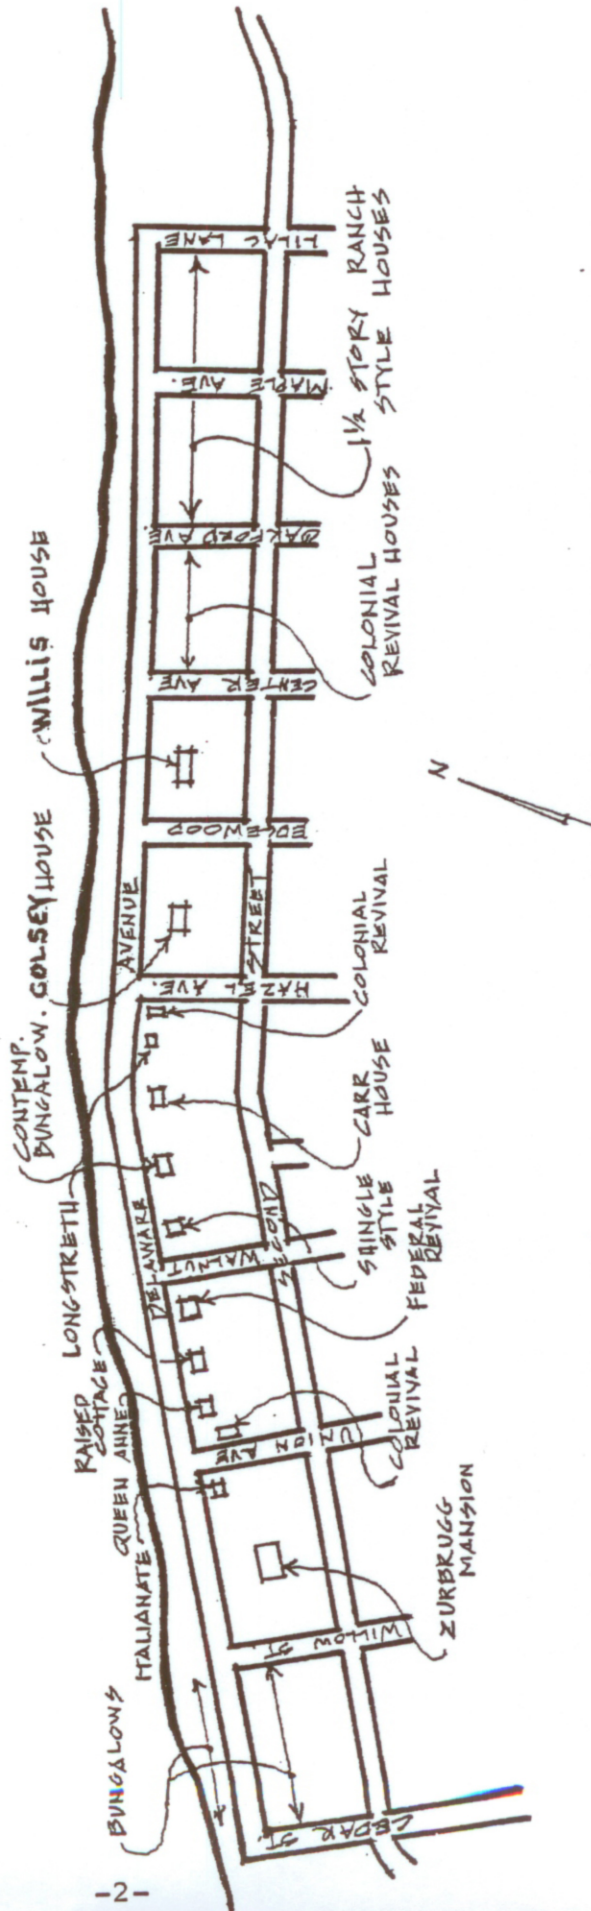 BUNGALOWS
ITALIANATE
QUEEN ANNE
RAISED
COTTAGE
LONGSTRETH
CONTEMP.
BUNGALOW.
GOLSEY HOUSE
WILLIS HOUSE
DELAWARE
AVENUE
SECOND
STREET
CEDAR ST.
WILLOW
ST.
UNION AVE
WALNUT
HAZEL AVE.
EDGEWOOD
CENTER AVE
OAKFORD AVE.
MAPLE AVE.
LILAC LANE
ZURBRUGG
MANSION
COLONIAL
REVIVAL
FEDERAL
REVIVAL
SHINGLE
STYLE
CARR
HOUSE
COLONIAL
REVIVAL
N
COLONIAL
REVIVAL HOUSES
1 1/2 STORY RANCH
STYLE HOUSES
-2-